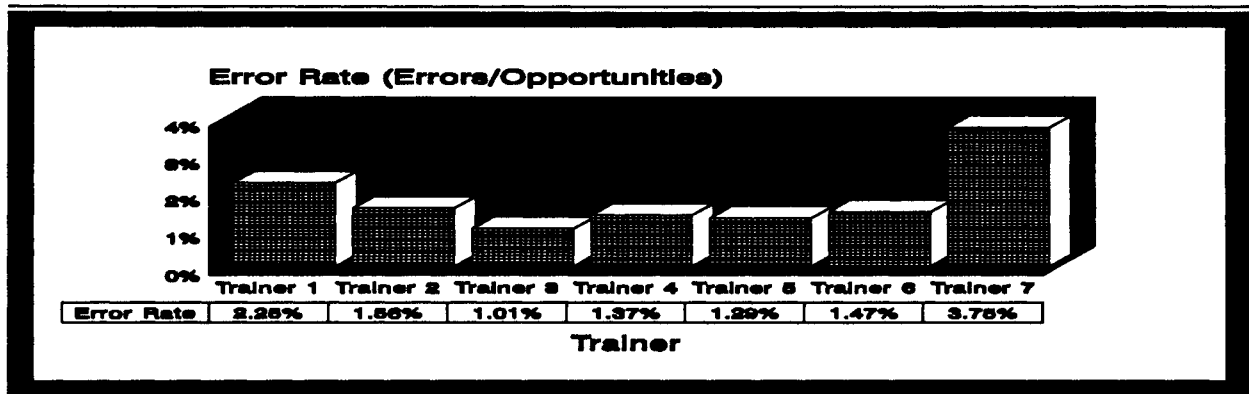 Error Rate (Errors/Opportunities)
4%
3%
2%
1%
0%
Trainer 1 Trainer 2 Trainer 3 Trainer 4 Trainer 5 Trainer 6 Trainer 7
Error Rate 2.25% 1.56% 1.01% 1.37% 1.29% 1.47% 3.75%
Trainer